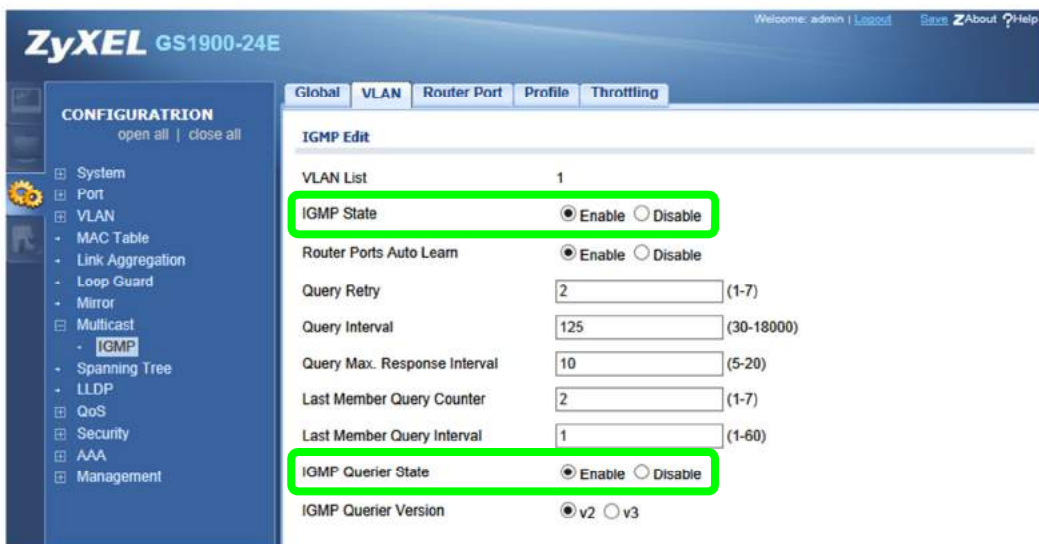 Welcome: admin | Logout Save ZAbout ?Help
ZyXEL GS1900-24E
Global VLAN Router Port Profile Throttling
CONFIGURATRION
open all | close all
System
Port
VLAN
MAC Table
Link Aggregation
Loop Guard
Mirror
Multicast
IGMP
Spanning Tree
LLDP
QoS
Security
AAA
Management
IGMP Edit
VLAN List 1
IGMP State Enable Disable
Router Ports Auto Learn Enable Disable
Query Retry 2 (1-7)
Query Interval 125 (30-18000)
Query Max. Response Interval 10 (5-20)
Last Member Query Counter 2 (1-7)
Last Member Query Interval 1 (1-60)
IGMP Querier State Enable Disable
IGMP Querier Version v2 v3